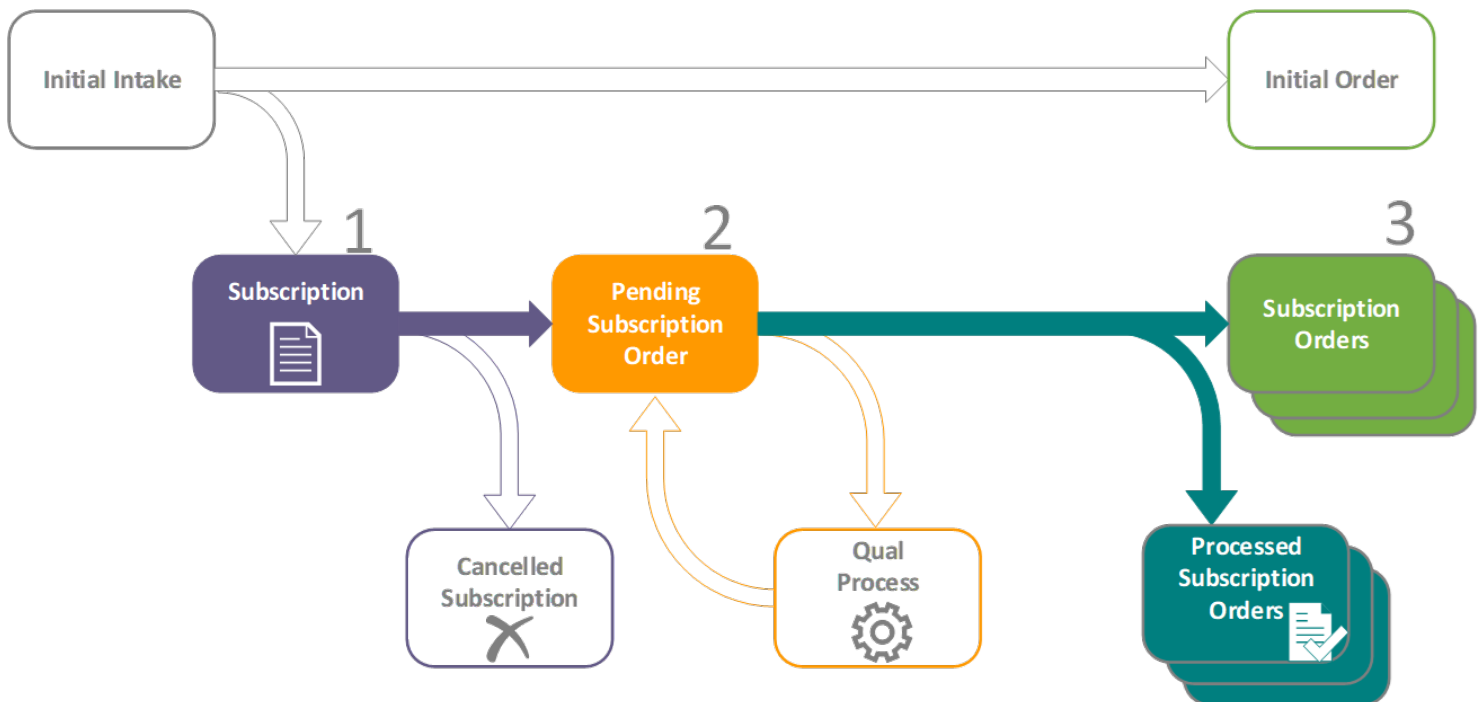 Initial Intake
Initial Order
1
2
3
Subscription
Pending
Subscription
Order
Subscription
Orders
Cancelled
Subscription
Qual
Process
Processed
Subscription
Orders